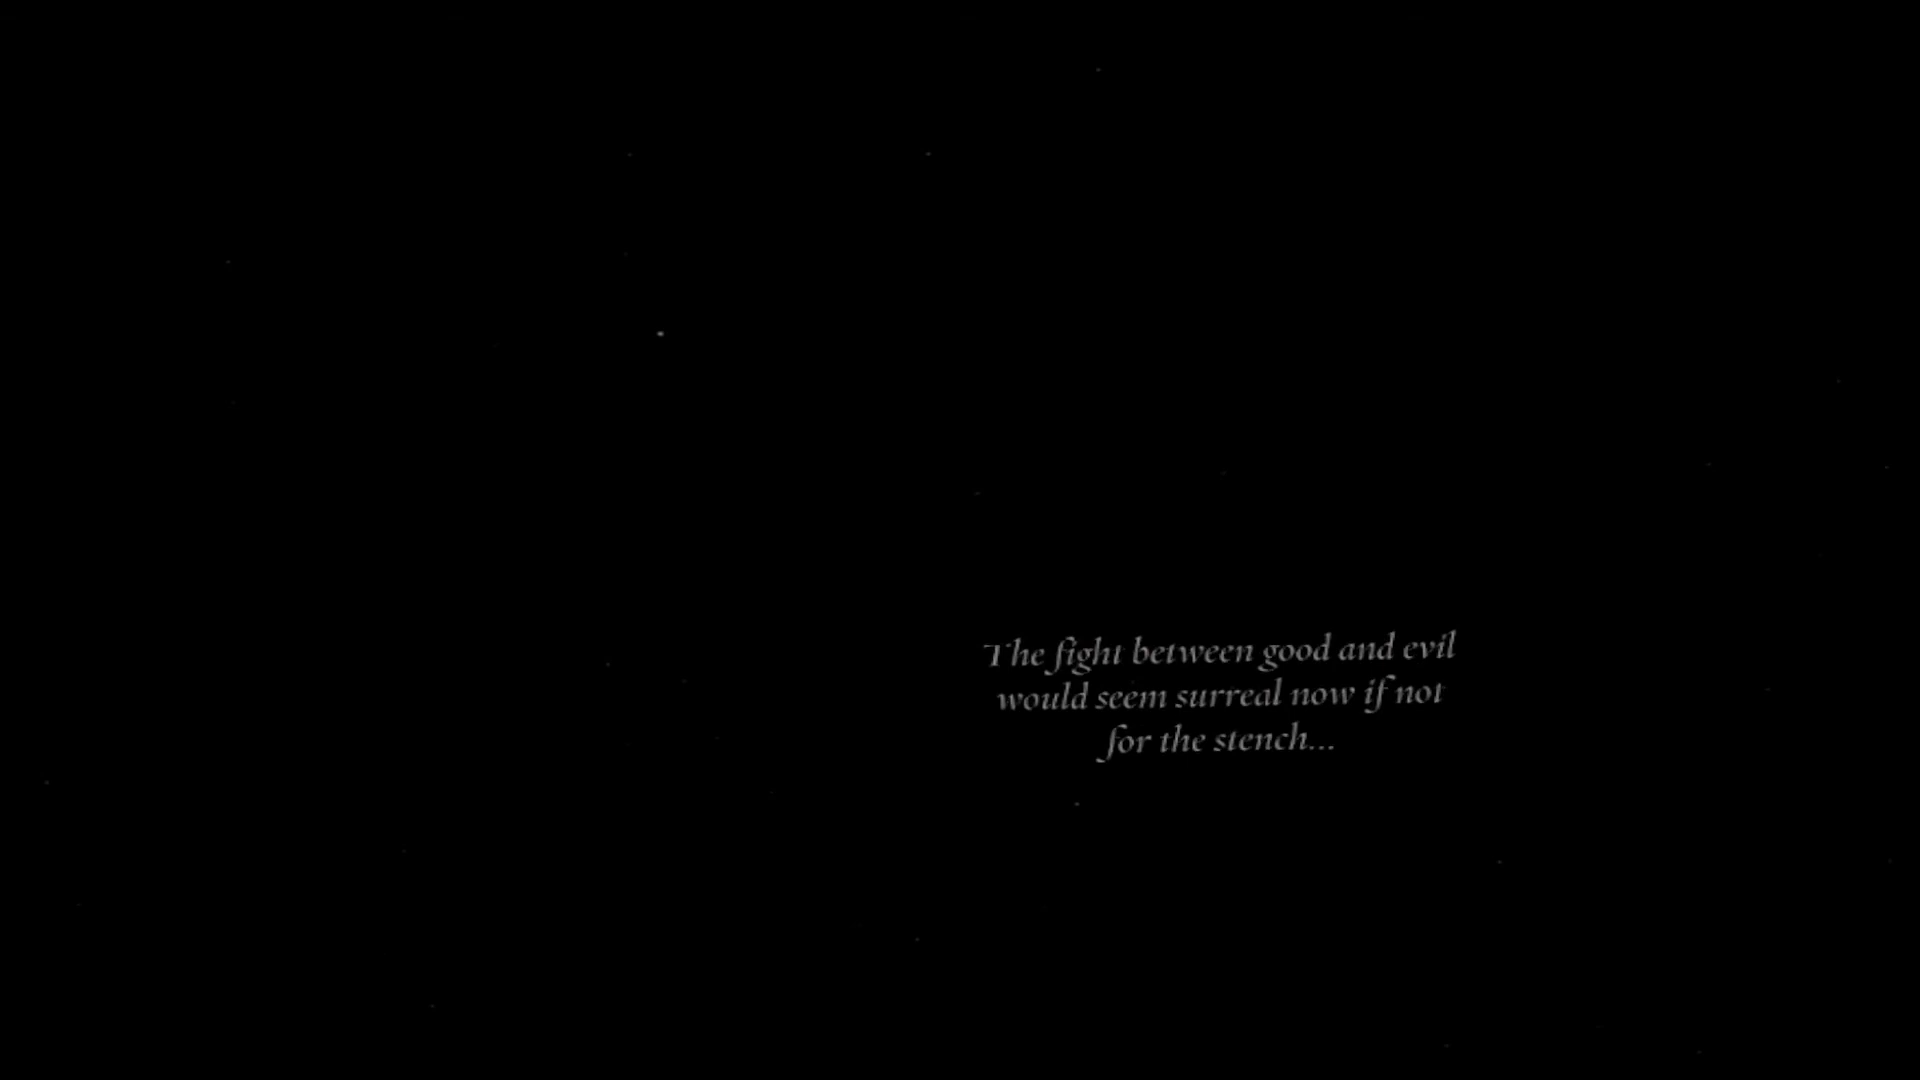 The fight between good and evil
would seem surreal now if not
for the stench...